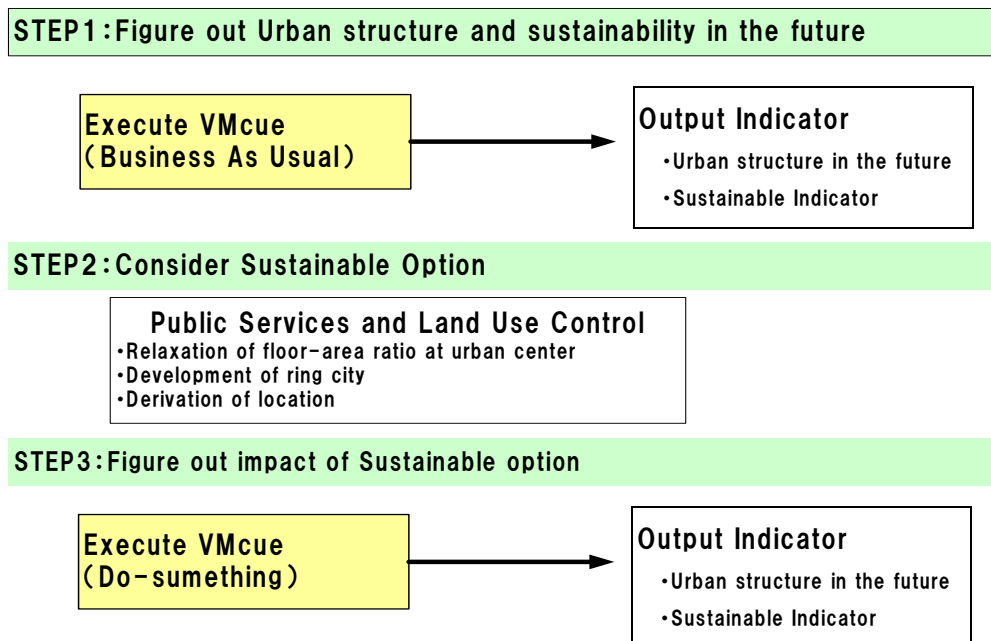 STEP1:Figure out Urban structure and sustainability in the future
Execute VMcue
(Business As Usual)
Output Indicator
・Urban structure in the future
・Sustainable Indicator
STEP2:Consider Sustainable Option
Public Services and Land Use Control
・Relaxation of floor-area ratio at urban center
・Development of ring city
・Derivation of location
STEP3:Figure out impact of Sustainable option
Execute VMcue
(Do-sumething)
Output Indicator
・Urban structure in the future
・Sustainable Indicator